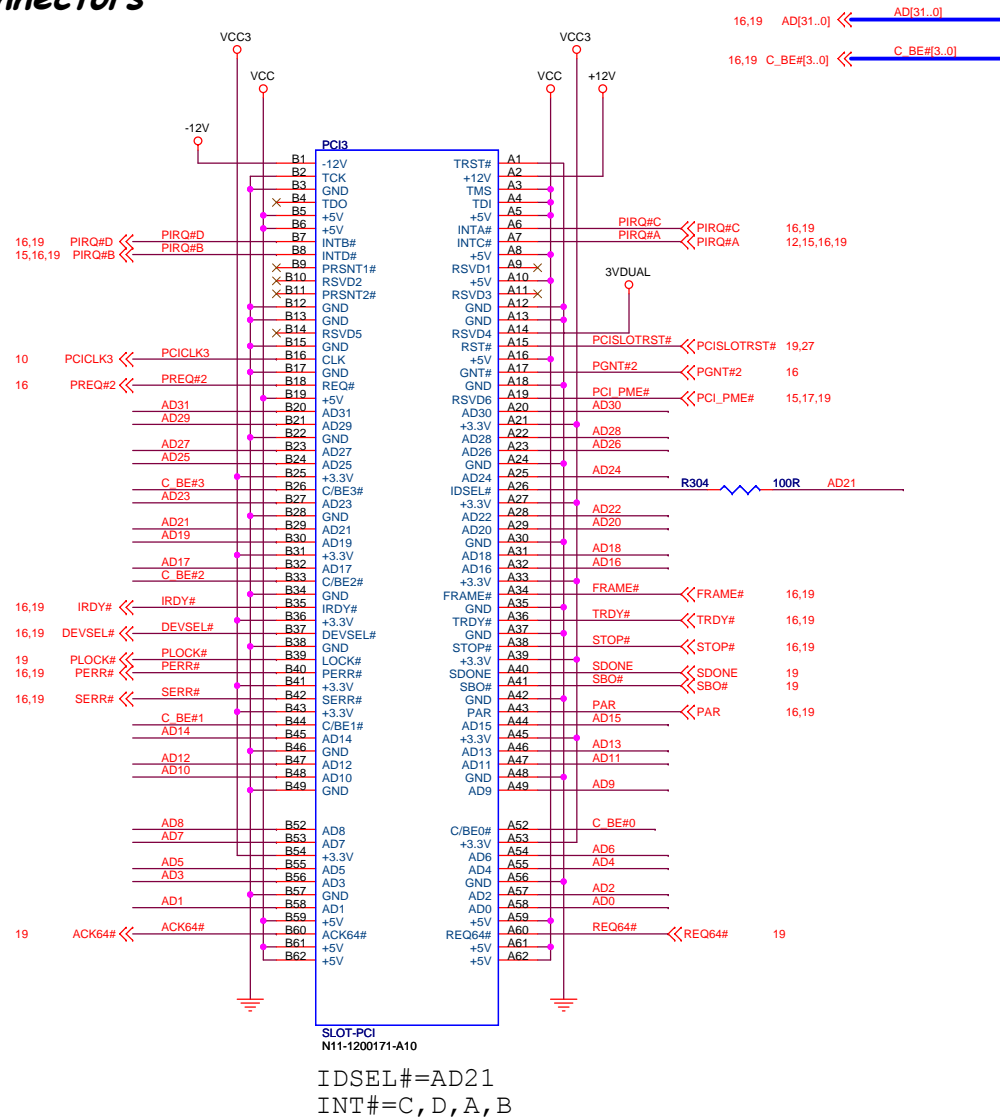 nnectors
16,19 AD[31..0] AD[31..0]
16,19 C_BE#[3..0] C_BE#[3..0]
VCC3 VCC3
VCC VCC +12V
-12V
PCI3
B1 -12V TRST# A1
B2 TCK +12V A2
B3 GND TMS A3
B4 TDO TDI A4
B5 +5V +5V A5
B6 +5V INTA# A6 PIRQ#C PIRQ#C 16,19
16,19 PIRQ#D PIRQ#D B7 INTB# INTC# A7 PIRQ#A PIRQ#A 12,15,16,19
15,16,19 PIRQ#B PIRQ#B B8 INTD# +5V A8
B9 PRSNT1# RSVD1 A9
B10 RSVD2 +5V A10 3VDUAL
B11 PRSNT2# RSVD3 A11
B12 GND GND A12
B13 GND GND A13
B14 RSVD5 RSVD4 A14
B15 GND RST# A15 PCISLOTRST# PCISLOTRST# 19,27
10 PCICLK3 PCICLK3 B16 CLK +5V A16
B17 GND GNT# A17 PGNT#2 PGNT#2 16
16 PREQ#2 PREQ#2 B18 REQ# GND A18
B19 +5V RSVD6 A19 PCI_PME# PCI_PME# 15,17,19
AD31 B20 AD31 AD30 A20 AD30
AD29 B21 AD29 +3.3V A21
B22 GND AD28 A22 AD28
AD27 B23 AD27 AD26 A23 AD26
AD25 B24 AD25 GND A24
B25 +3.3V AD24 A25 AD24
C_BE#3 B26 C/BE3# IDSEL# A26 R304 100R AD21
AD23 B27 AD23 +3.3V A27
B28 GND AD22 A28 AD22
AD21 B29 AD21 AD20 A29 AD20
AD19 B30 AD19 GND A30
B31 +3.3V AD18 A31 AD18
AD17 B32 AD17 AD16 A32 AD16
C_BE#2 B33 C/BE2# +3.3V A33
B34 GND FRAME# A34 FRAME# FRAME# 16,19
16,19 IRDY# IRDY# B35 IRDY# GND A35
B36 +3.3V TRDY# A36 TRDY# TRDY# 16,19
16,19 DEVSEL# DEVSEL# B37 DEVSEL# GND A37
B38 GND STOP# A38 STOP# STOP# 16,19
19 PLOCK# PLOCK# B39 LOCK# +3.3V A39
16,19 PERR# PERR# B40 PERR# SDONE A40 SDONE SDONE 19
B41 +3.3V SBO# A41 SBO# SBO# 19
16,19 SERR# SERR# B42 SERR# GND A42
B43 +3.3V PAR A43 PAR PAR 16,19
C_BE#1 B44 C/BE1# AD15 A44 AD15
AD14 B45 AD14 +3.3V A45
B46 GND AD13 A46 AD13
AD12 B47 AD12 AD11 A47 AD11
AD10 B48 AD10 GND A48
B49 GND AD9 A49 AD9
AD8 B52 AD8 C/BE0# A52 C_BE#0
AD7 B53 AD7 +3.3V A53
B54 +3.3V AD6 A54 AD6
AD5 B55 AD5 AD4 A55 AD4
AD3 B56 AD3 GND A56
B57 GND AD2 A57 AD2
AD1 B58 AD1 AD0 A58 AD0
B59 +5V +5V A59
19 ACK64# ACK64# B60 ACK64# REQ64# A60 REQ64# REQ64# 19
B61 +5V +5V A61
B62 +5V +5V A62
SLOT-PCI
N11-1200171-A10
IDSEL#=AD21
INT#=C,D,A,B